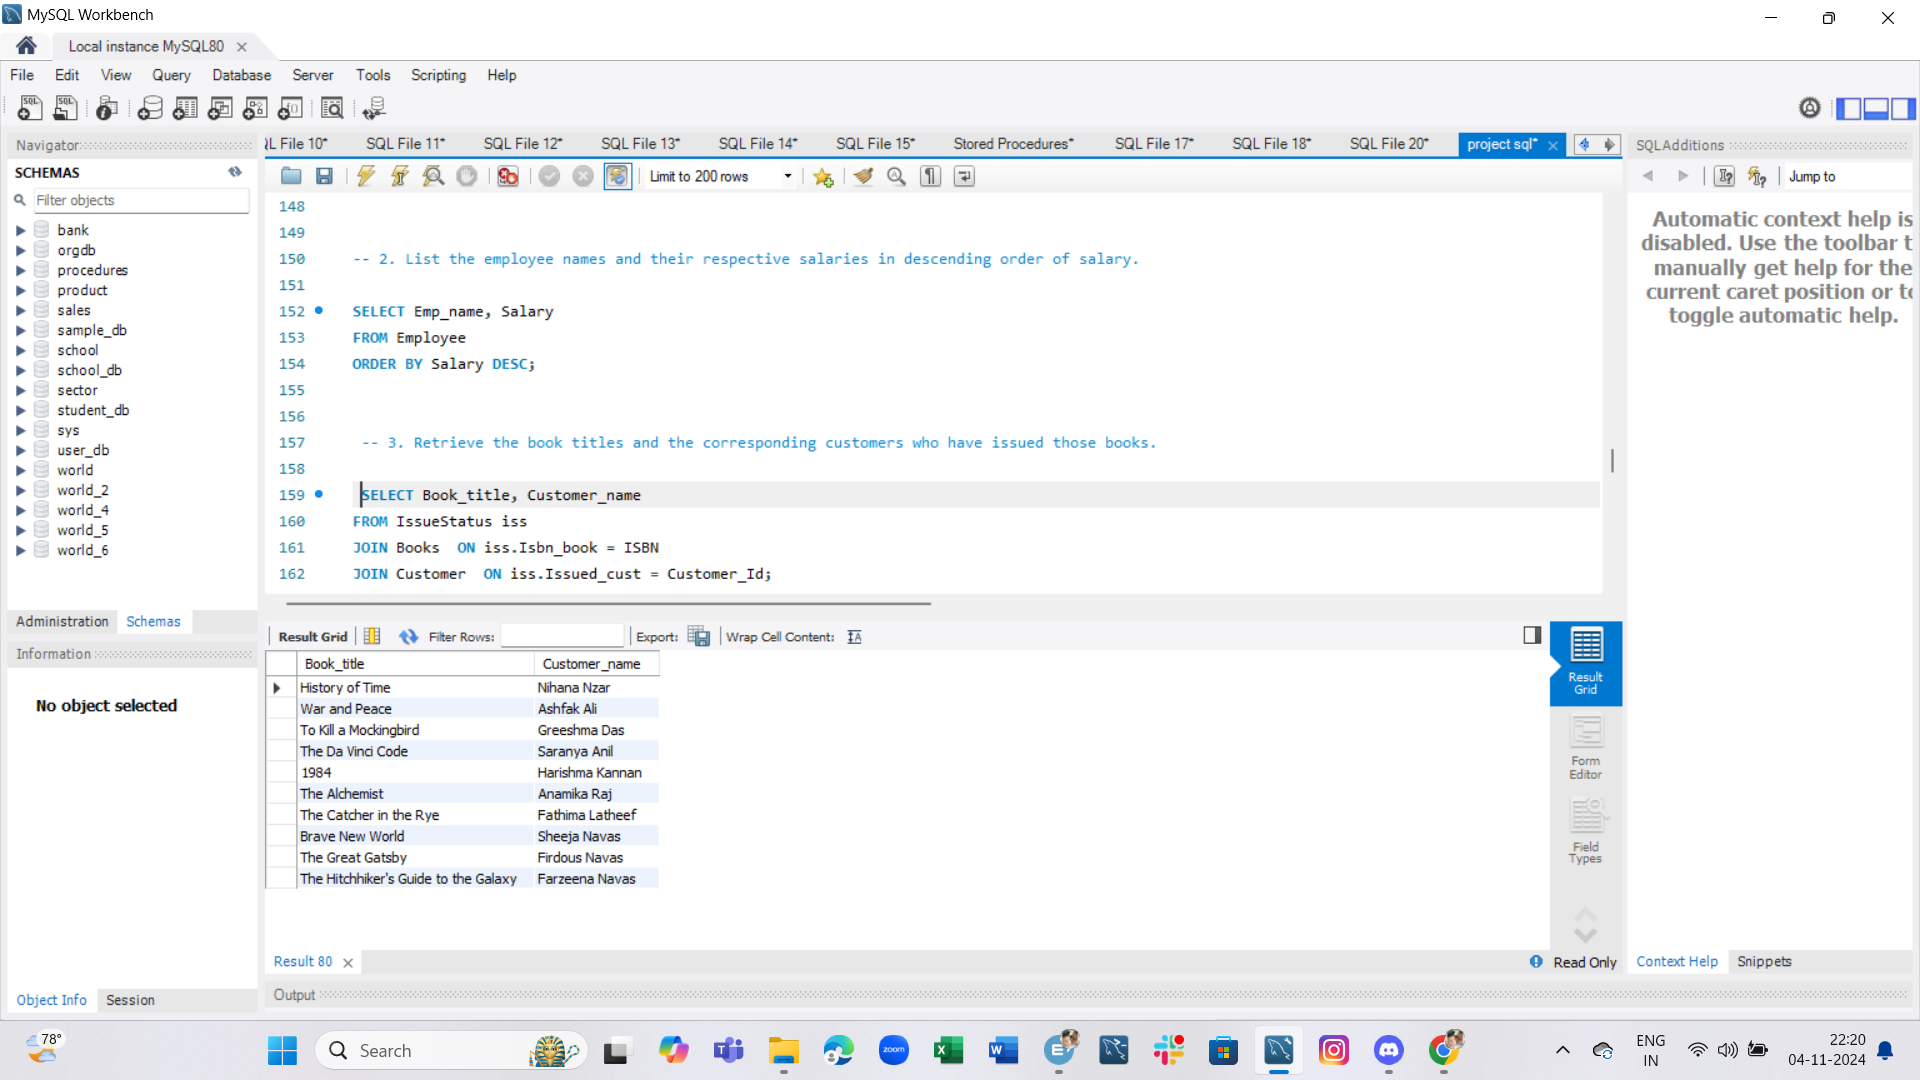 MySQL Workbench
Local instance MySQL80
File Edit View Query Database Server Tools Scripting Help
Navigator
SCHEMAS
Filter objects
bank
orgdb
procedures
product
sales
sample_db
school
school_db
sector
student_db
sys
user_db
world
world_2
world_4
world_5
world_6
Administration Schemas
Information
No object selected
Object Info Session
L File 10* SQL File 11* SQL File 12* SQL File 13* SQL File 14* SQL File 15* Stored Procedures* SQL File 17* SQL File 18* SQL File 20* project sql*
Limit to 200 rows
148
149
150 -- 2. List the employee names and their respective salaries in descending order of salary.
151
152 SELECT Emp_name, Salary
153 FROM Employee
154 ORDER BY Salary DESC;
155
156
157 -- 3. Retrieve the book titles and the corresponding customers who have issued those books.
158
159 SELECT Book_title, Customer_name
160 FROM IssueStatus iss
161 JOIN Books ON iss.Isbn_book = ISBN
162 JOIN Customer ON iss.Issued_cust = Customer_Id;
Result Grid Filter Rows: Export: Wrap Cell Content:
Book_title Customer_name
History of Time Nihana Nzar
War and Peace Ashfak Ali
To Kill a Mockingbird Greeshma Das
The Da Vinci Code Saranya Anil
1984 Harishma Kannan
The Alchemist Anamika Raj
The Catcher in the Rye Fathima Latheef
Brave New World Sheeja Navas
The Great Gatsby Firdous Navas
The Hitchhiker's Guide to the Galaxy Farzeena Navas
Result Grid
Form Editor
Field Types
Result 80
Read Only
Output
SQLAdditions
Jump to
Automatic context help is
disabled. Use the toolbar t
manually get help for the
current caret position or to
toggle automatic help.
Context Help Snippets
78°
Search
zoom
ENG
IN
22:20
04-11-2024